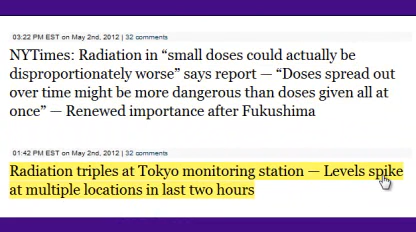 03:22 PM EST on May 2nd, 2012 | 32 comments
NYTimes: Radiation in “small doses could actually be
disproportionately worse” says report — “Doses spread out
over time might be more dangerous than doses given all at
once” — Renewed importance after Fukushima
01:42 PM EST on May 2nd, 2012 | 32 comments
Radiation triples at Tokyo monitoring station — Levels spike
at multiple locations in last two hours